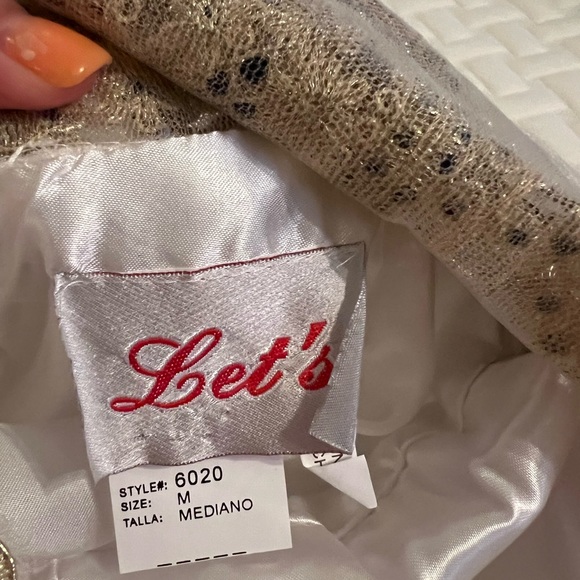 Let's
STYLE#: 6020
SIZE: M
TALLA: MEDIANO